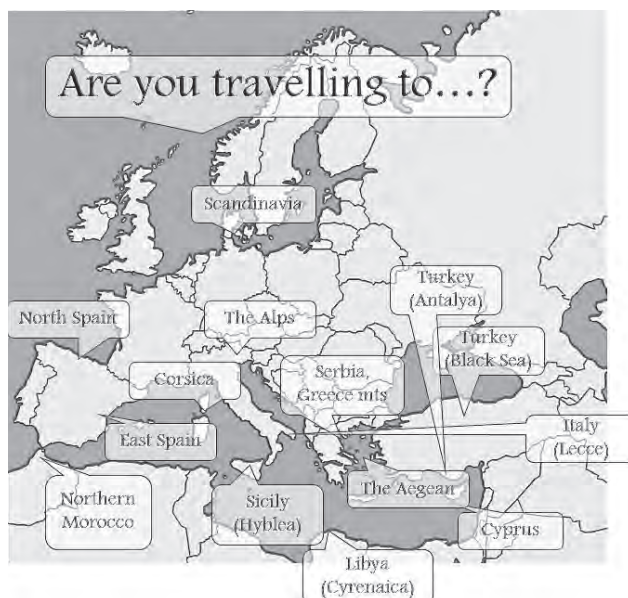 Are you travelling to...?
Scandinavia
Turkey
(Antalya)
North Spain
The Alps
Turkey
(Black Sea)
Corsica
Serbia,
Greece mts
Italy
(Lecce)
East Spain
The Aegean
Northern
Morocco
Sicily
(Hyblea)
Cyprus
Libya
(Cyrenaica)